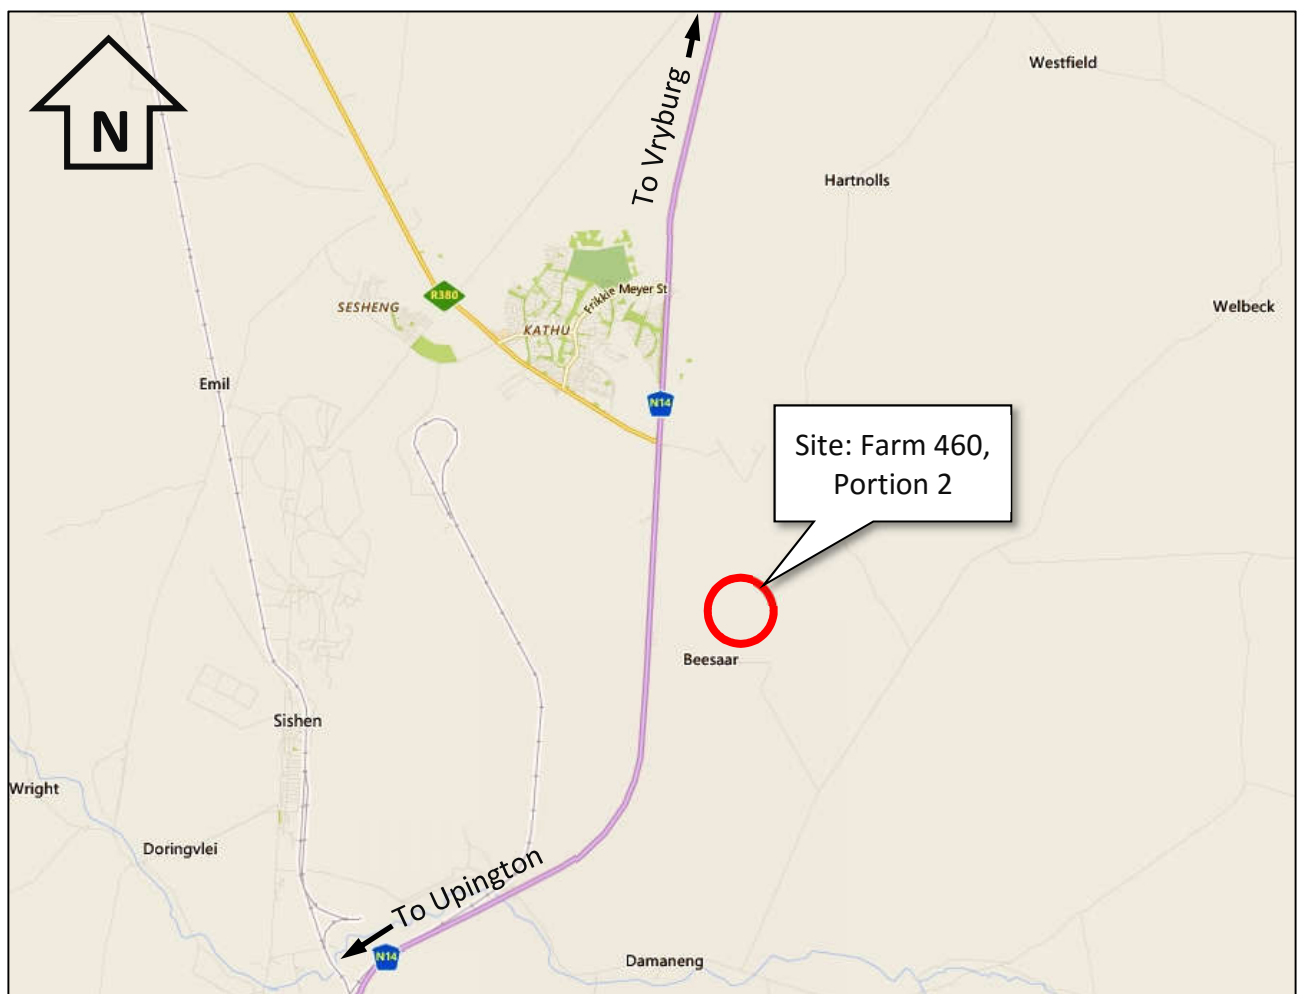 N
To Vryburg
Westfield
Hartnolls
R380
SESHENG
Frikkie Meyer St
KATHU
Welbeck
Emil
N14
Site: Farm 460,
Portion 2
Beesaar
Sishen
Wright
Doringvlei
To Upington
N14
Damaneng